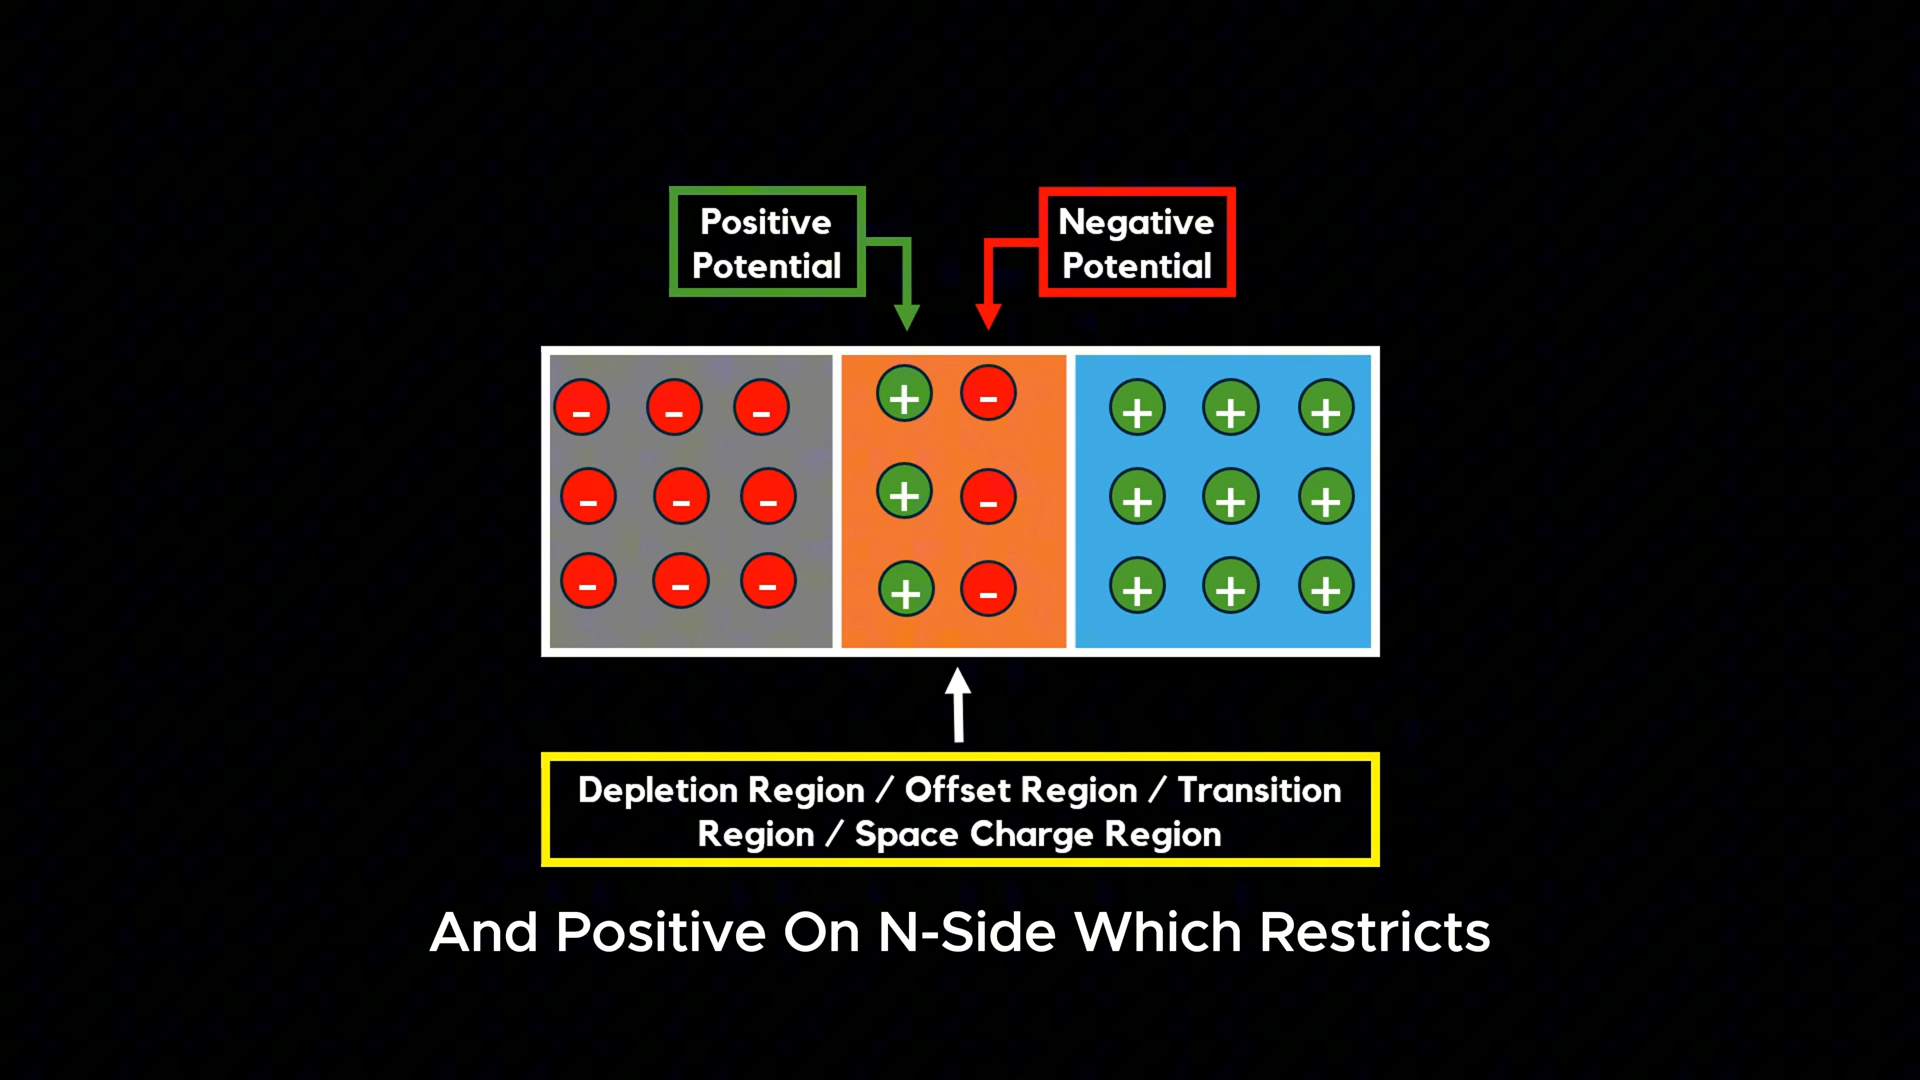 Positive
Potential
Negative
Potential
- - - + - + + +
- - - + - + + +
- - - + - + + +
Depletion Region / Offset Region / Transition
Region / Space Charge Region
And Positive On N-Side Which Restricts